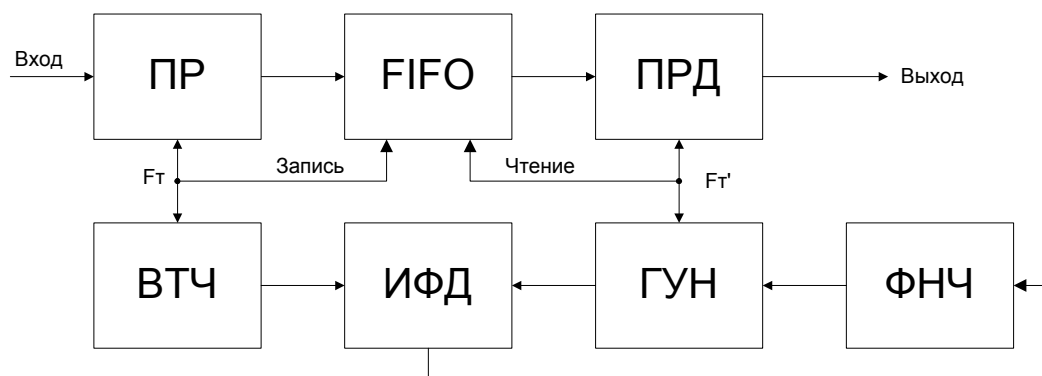 Вход
ПР
FIFO
ПРД
Выход
Fт
Запись
Чтение
Fт'
ВТЧ
ИФД
ГУН
ФНЧ